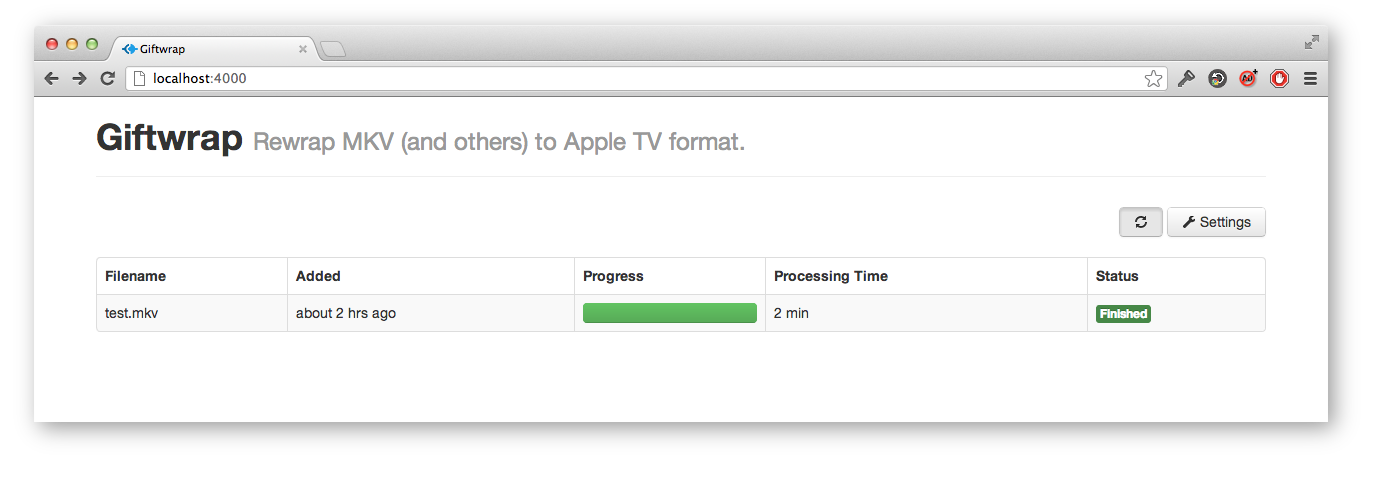 Giftwrap
localhost:4000
Giftwrap Rewrap MKV (and others) to Apple TV format.
Settings
Filename Added Progress Processing Time Status
test.mkv about 2 hrs ago 2 min Finished